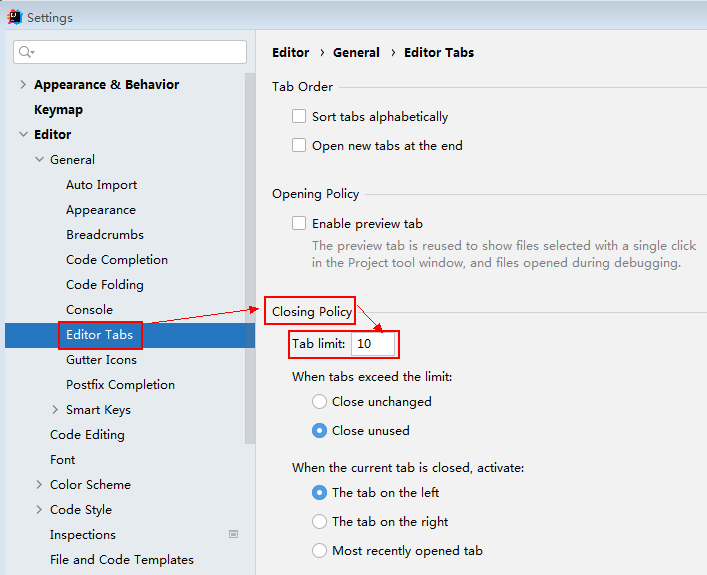 Settings
Appearance & Behavior
Keymap
Editor
General
Auto Import
Appearance
Breadcrumbs
Code Completion
Code Folding
Console
Editor Tabs
Gutter Icons
Postfix Completion
Smart Keys
Code Editing
Font
Color Scheme
Code Style
Inspections
File and Code Templates
Editor › General › Editor Tabs
Tab Order
Sort tabs alphabetically
Open new tabs at the end
Opening Policy
Enable preview tab
The preview tab is reused to show files selected with a single click
in the Project tool window, and files opened during debugging.
Closing Policy
Tab limit: 10
When tabs exceed the limit:
Close unchanged
Close unused
When the current tab is closed, activate:
The tab on the left
The tab on the right
Most recently opened tab